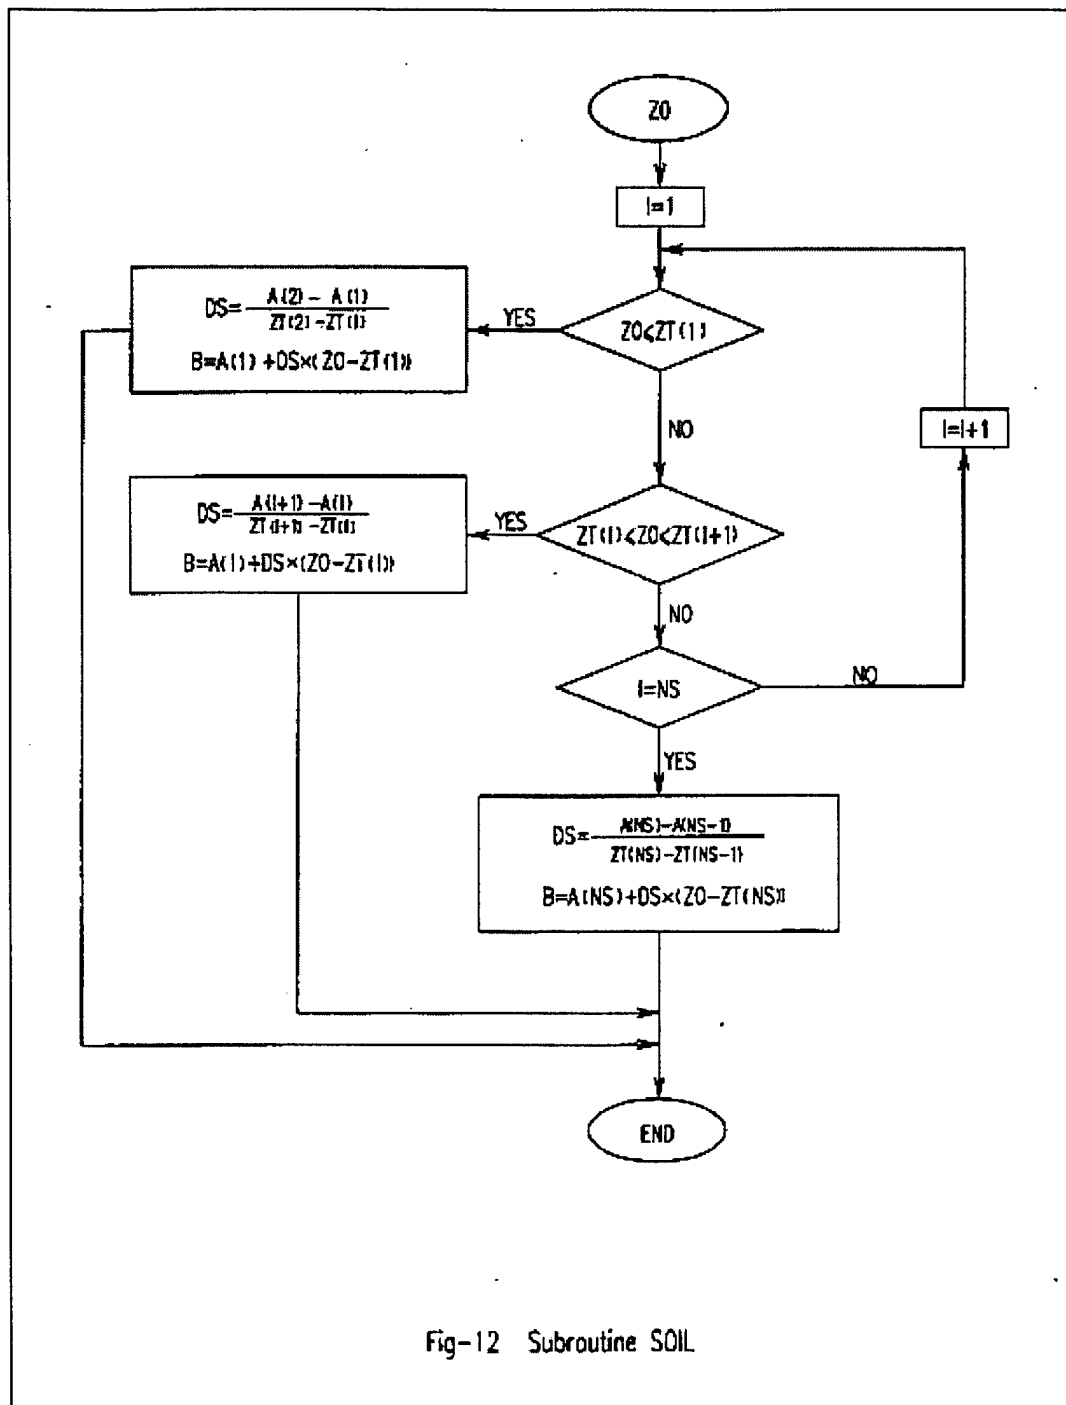 ZO
I=1
ZO≤ZT(1)
YES
DS=
A(2) - A(1)
ZT(2) -ZT(1)
B=A(1) +DS×(ZO-ZT(1))
NO
I=I+1
ZT(I)≤ZO≤ZT(I+1)
YES
DS=
A(I+1) -A(I)
ZT(I+1) -ZT(I)
B=A(I)+DS×(ZO-ZT(I))
NO
I=NS
NO
YES
DS=
A(NS)-A(NS-1)
ZT(NS)-ZT(NS-1)
B=A(NS)+DS×(ZO-ZT(NS))
END
Fig-12 Subroutine SOIL